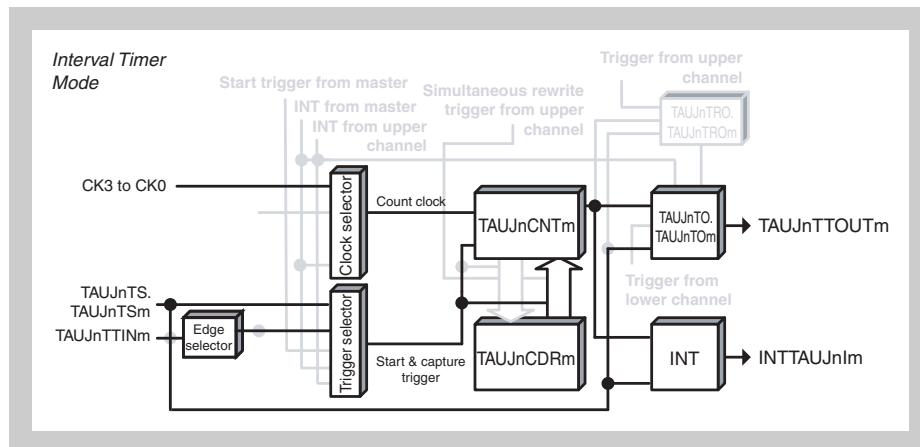 Interval Timer
Mode
Start trigger from master
INT from master
INT from upper
channel
Simultaneous rewrite
trigger from upper
channel
Trigger from upper
channel
TAUJnTRO.
TAUJnTROm
CK3 to CK0
Clock selector
Count clock
TAUJnCNTm
TAUJnTO.
TAUJnTOm
TAUJnTTOUTm
Trigger from
lower channel
TAUJnTS.
TAUJnTSm
TAUJnTTINm
Edge
selector
Trigger selector
Start & capture
trigger
TAUJnCDRm
INT
INTTAUJnIm